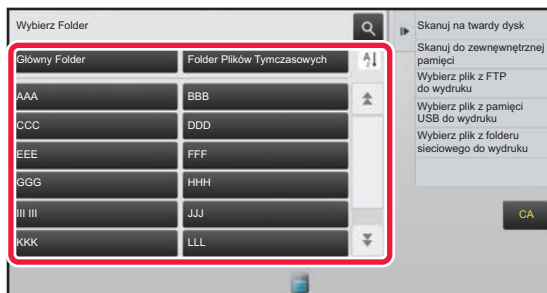 Wybierz Folder
Główny Folder
Folder Plików Tymczasowych
AAA
BBB
CCC
DDD
EEE
FFF
GGG
HHH
III III
JJJ
KKK
LLL
Skanuj na twardy dysk
Skanuj do zewnęwnętrznej
pamięci
Wybierz plik z FTP
do wydruku
Wybierz plik z pamięci
USB do wydruku
Wybierz plik z folderu
sieciowego do wydruku
CA